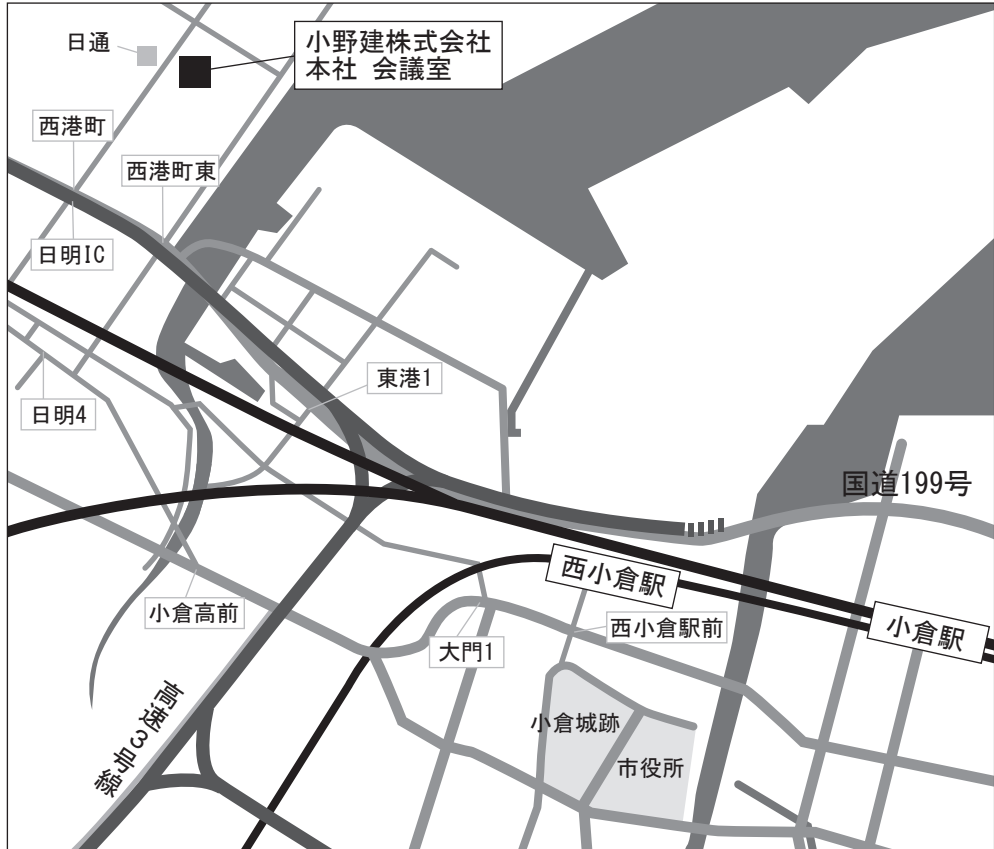 日通
小野建株式会社
本社 会議室
西港町
西港町東
日明IC
東港1
日明4
国道199号
西小倉駅
小倉高前
西小倉駅前
小倉駅
大門1
高速3号線
小倉城跡
市役所